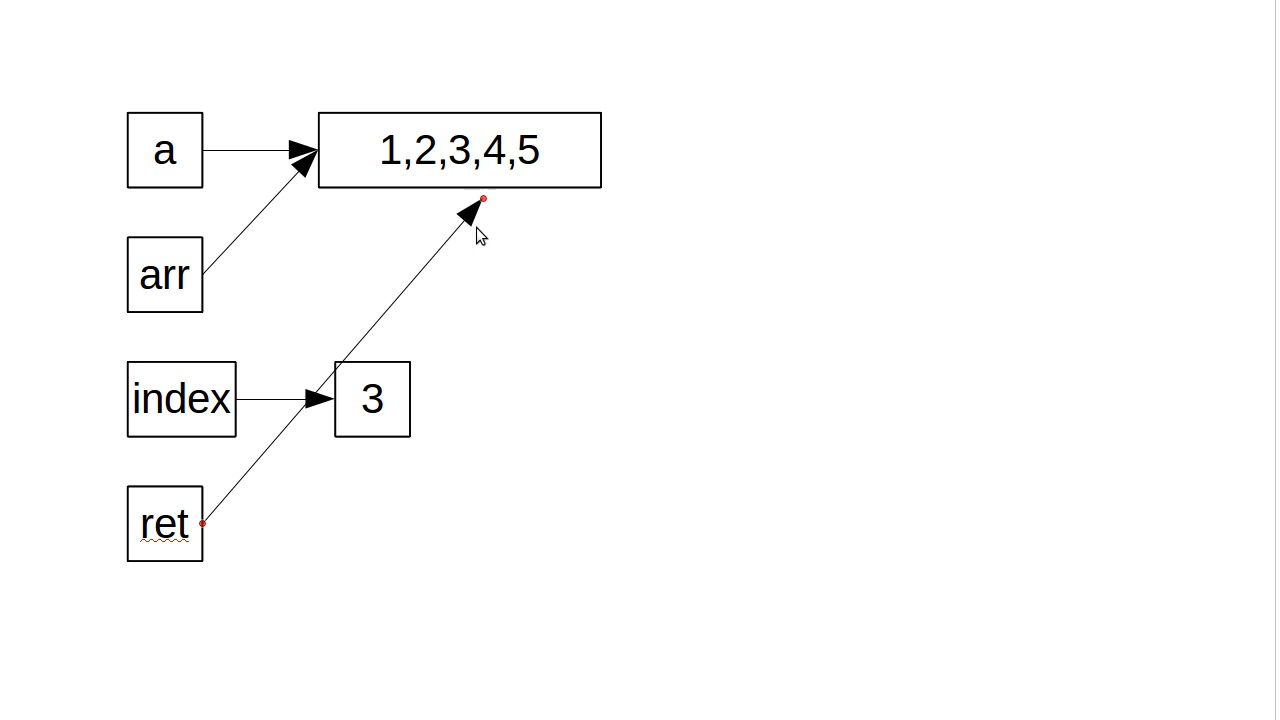 a
1,2,3,4,5
arr
index
3
ret